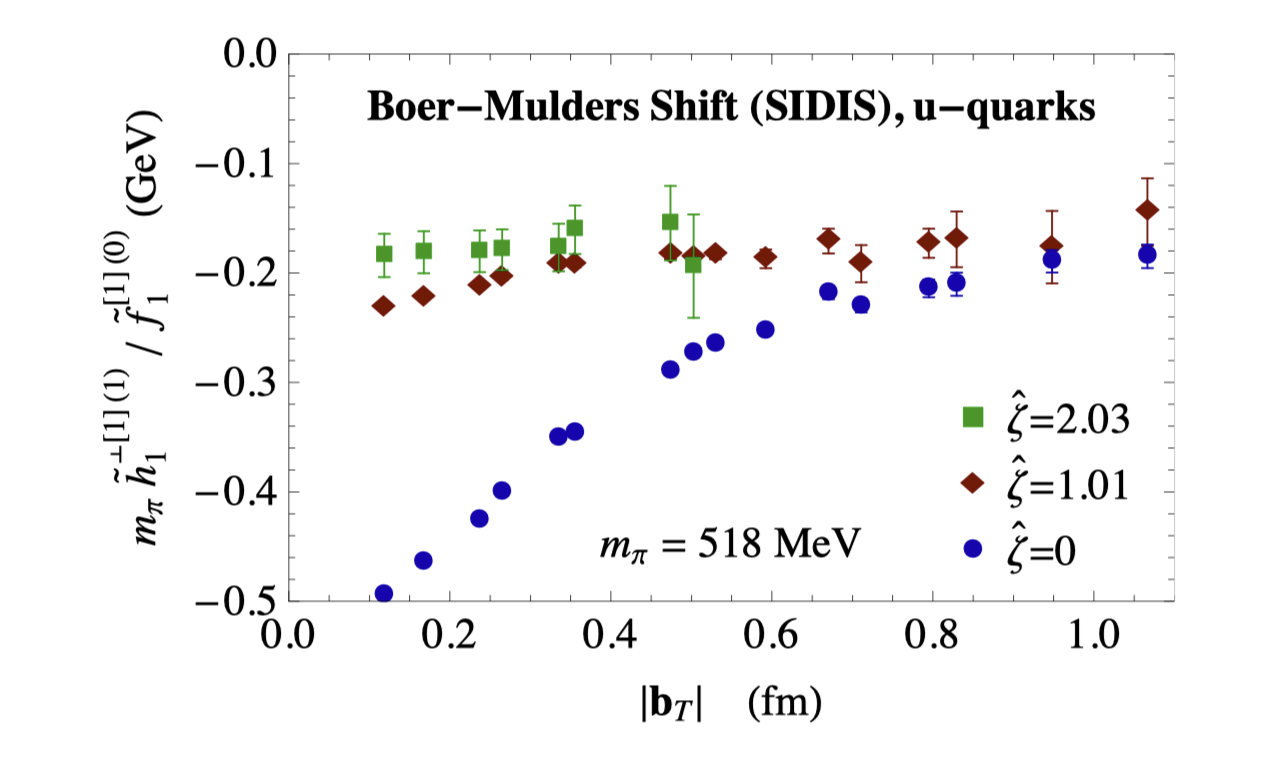 0.0
Boer−Mulders Shift (SIDIS), u−quarks
−0.1
−0.2
−0.3
−0.4
−0.5
m_π h̃_1^{⊥[1](1)} / f̃_1^{[1](0)} (GeV)
ζ̂=2.03
ζ̂=1.01
ζ̂=0
m_π = 518 MeV
0.0 0.2 0.4 0.6 0.8 1.0
|b_T| (fm)